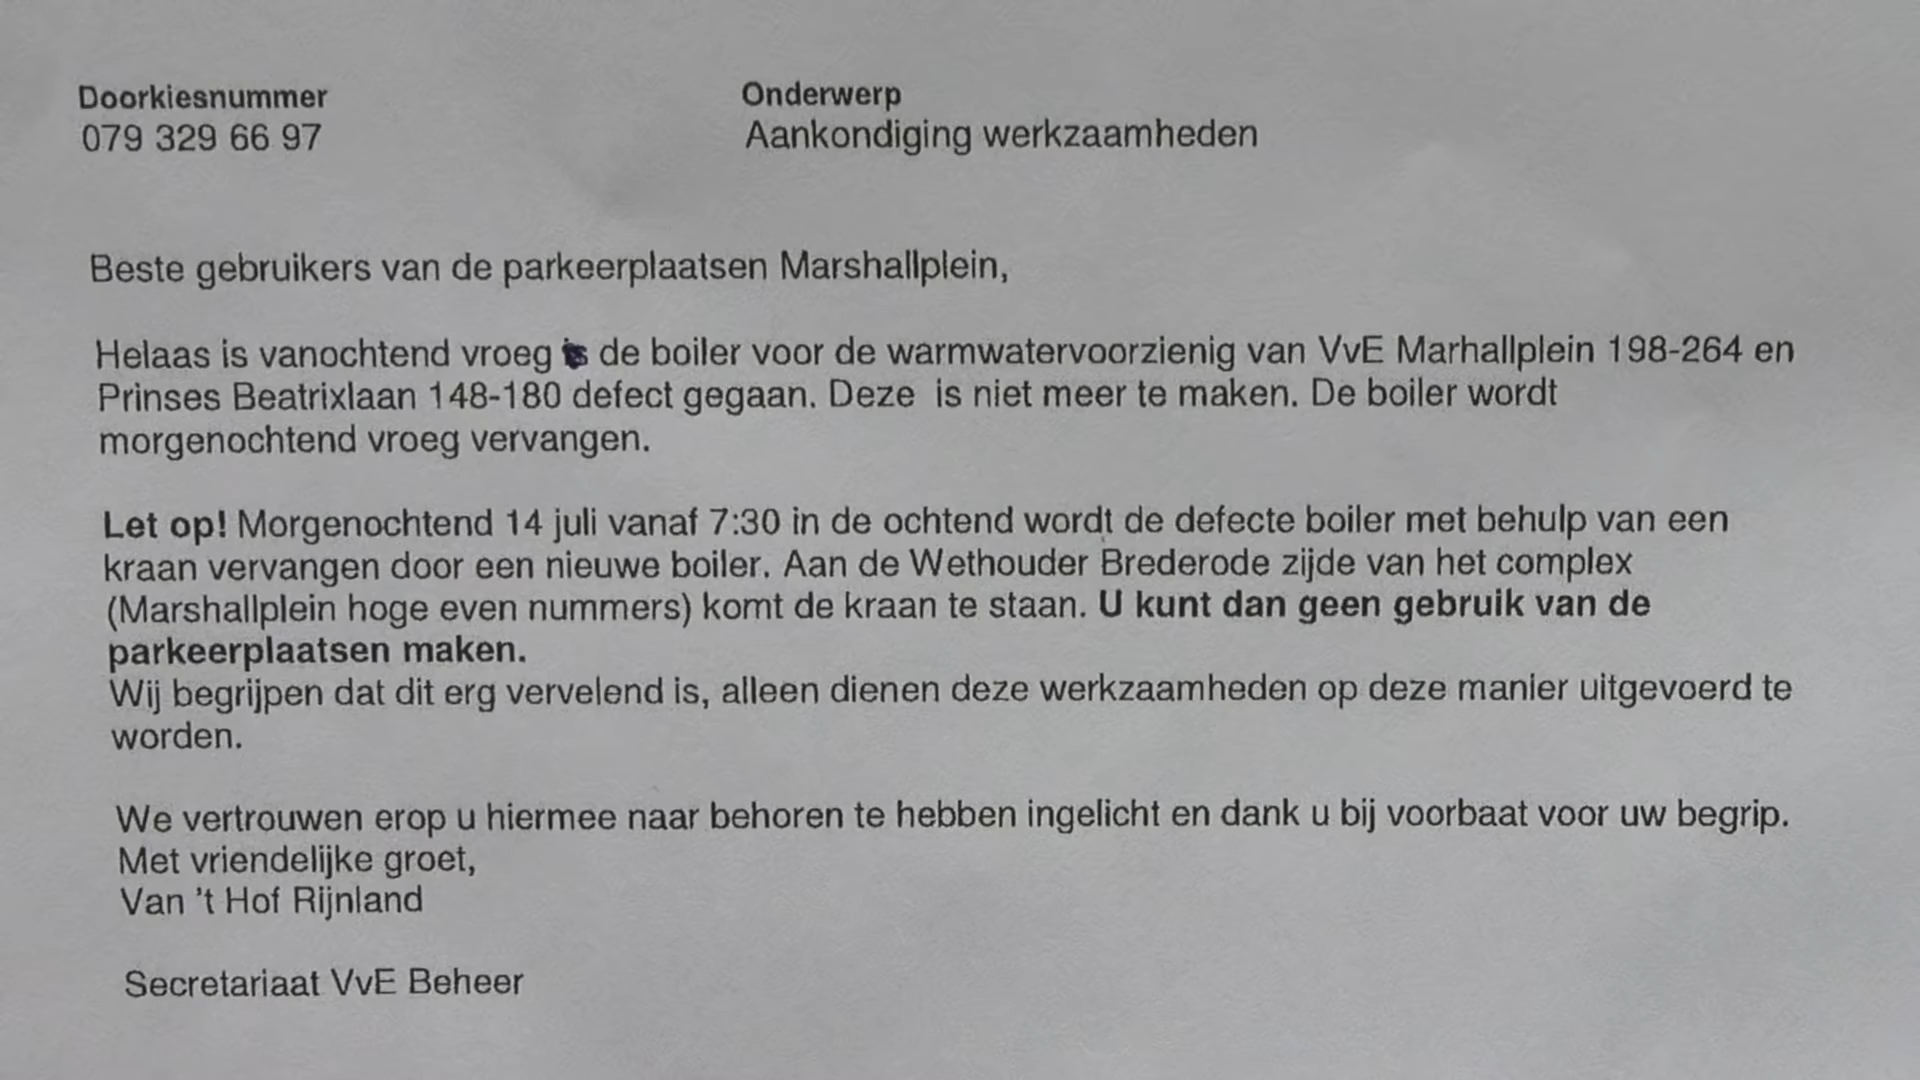 Doorkiesnummer
079 329 66 97
Onderwerp
Aankondiging werkzaamheden
Beste gebruikers van de parkeerplaatsen Marshallplein,
Helaas is vanochtend vroeg is de boiler voor de warmwatervoorzienig van VvE Marhallplein 198-264 en
Prinses Beatrixlaan 148-180 defect gegaan. Deze  is niet meer te maken. De boiler wordt
morgenochtend vroeg vervangen.
Let op! Morgenochtend 14 juli vanaf 7:30 in de ochtend wordt de defecte boiler met behulp van een
kraan vervangen door een nieuwe boiler. Aan de Wethouder Brederode zijde van het complex
(Marshallplein hoge even nummers) komt de kraan te staan. U kunt dan geen gebruik van de
parkeerplaatsen maken.
Wij begrijpen dat dit erg vervelend is, alleen dienen deze werkzaamheden op deze manier uitgevoerd te
worden.
We vertrouwen erop u hiermee naar behoren te hebben ingelicht en dank u bij voorbaat voor uw begrip.
Met vriendelijke groet,
Van 't Hof Rijnland
Secretariaat VvE Beheer